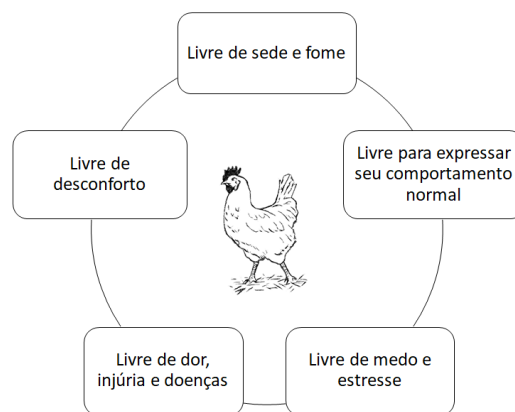 Livre de sede e fome
Livre para expressar
seu comportamento
normal
Livre de medo e
estresse
Livre de dor,
injúria e doenças
Livre de
desconforto